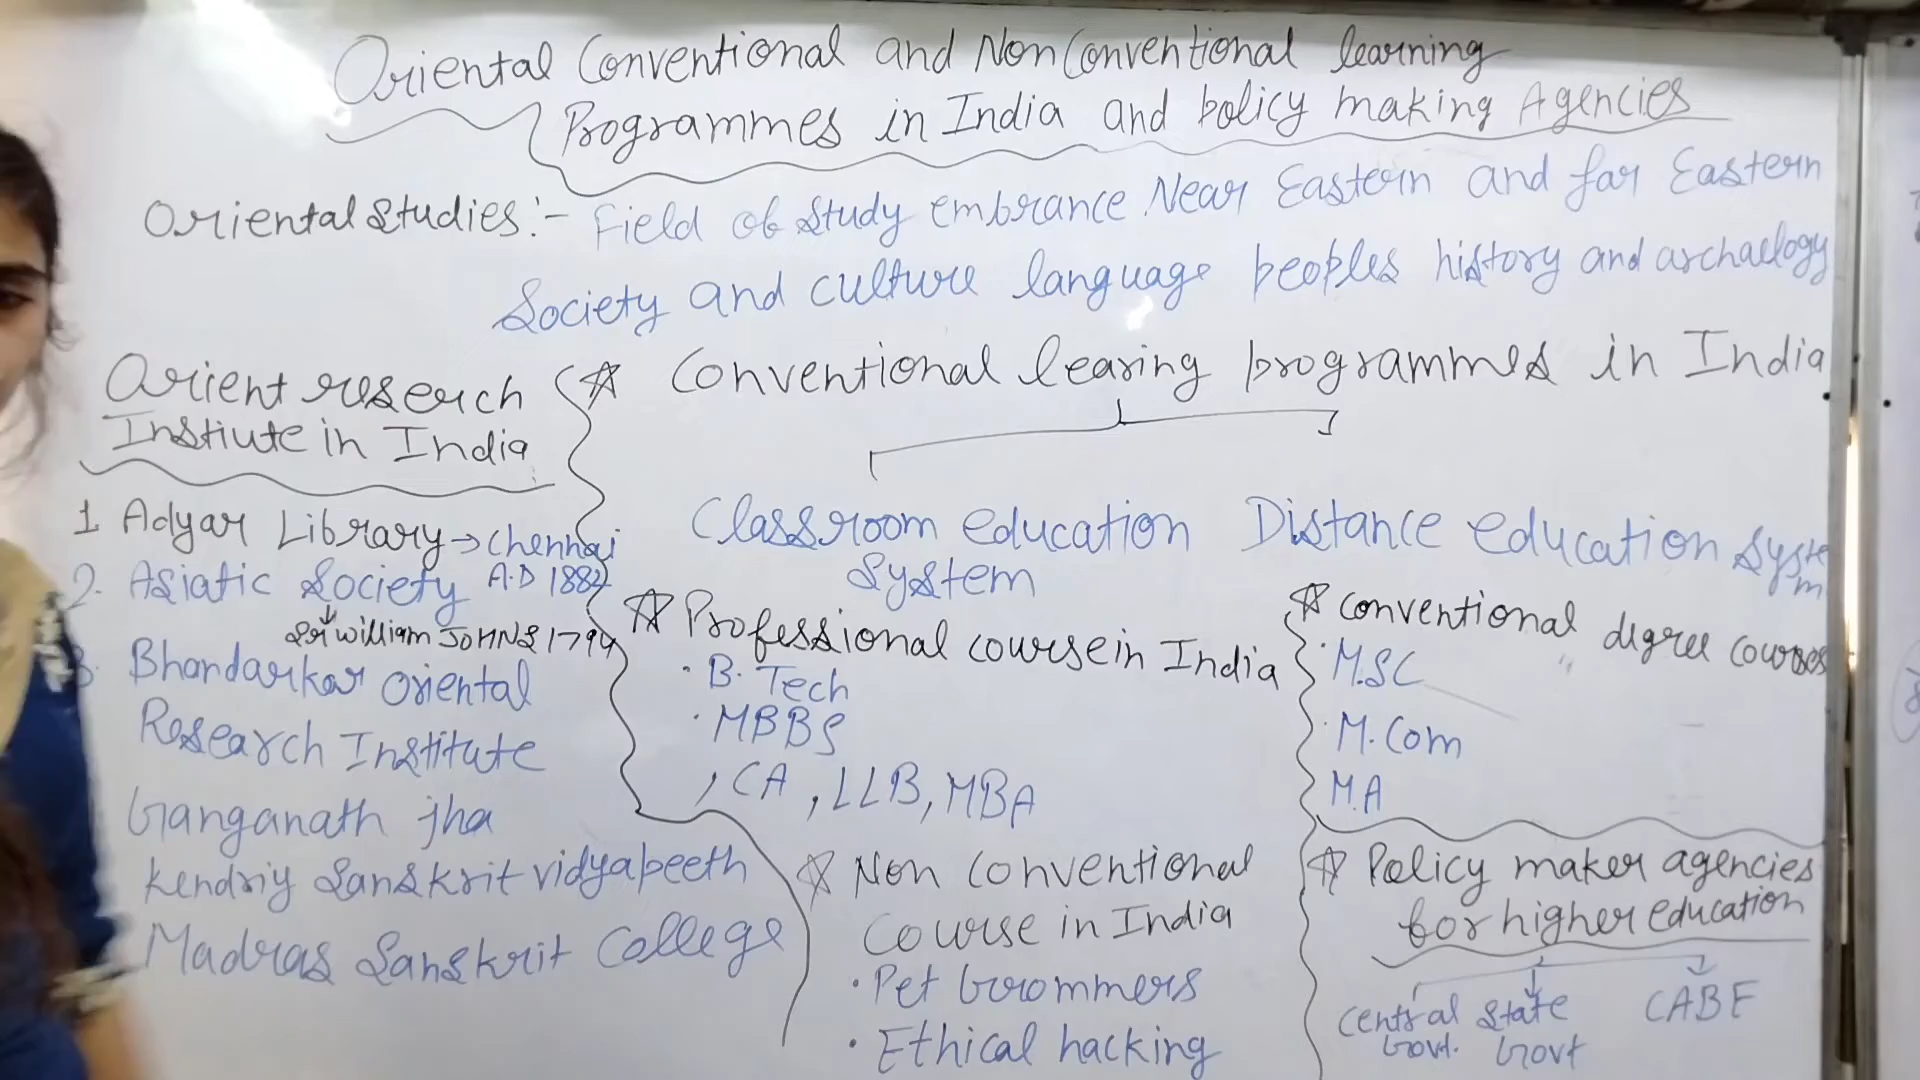 Oriental Conventional and Non Conventional learning
Programmes in India and policy making Agencies
Oriental Studies:- Field of study embrance Near Eastern and far Eastern
Society and culture language peoples history and archaelogy
Orient reserch
Instiute in India
1 Adyar Library → Chennai
A.D 1882
2. Asiatic Society
Sir william JOHNS 1794
3. Bhandarkar oriental
Research Institute
Ganganath jha
kendriy Sanskrit vidyapeeth
Madras Sanskrit College
☆ Conventional learing programmes in India
Classroom education
System
Distance education System
☆ Professional course in India
· B. Tech
· MBBS
, CA , LLB, MBA
☆ conventional degree courses
· M.SC
· M. Com
M.A
☆ Non Conventional
Course in India
· Pet Grommers
· Ethical hacking
☆ Policy maker agencies
for higher education
Central
Govt.
State
Govt
CABE